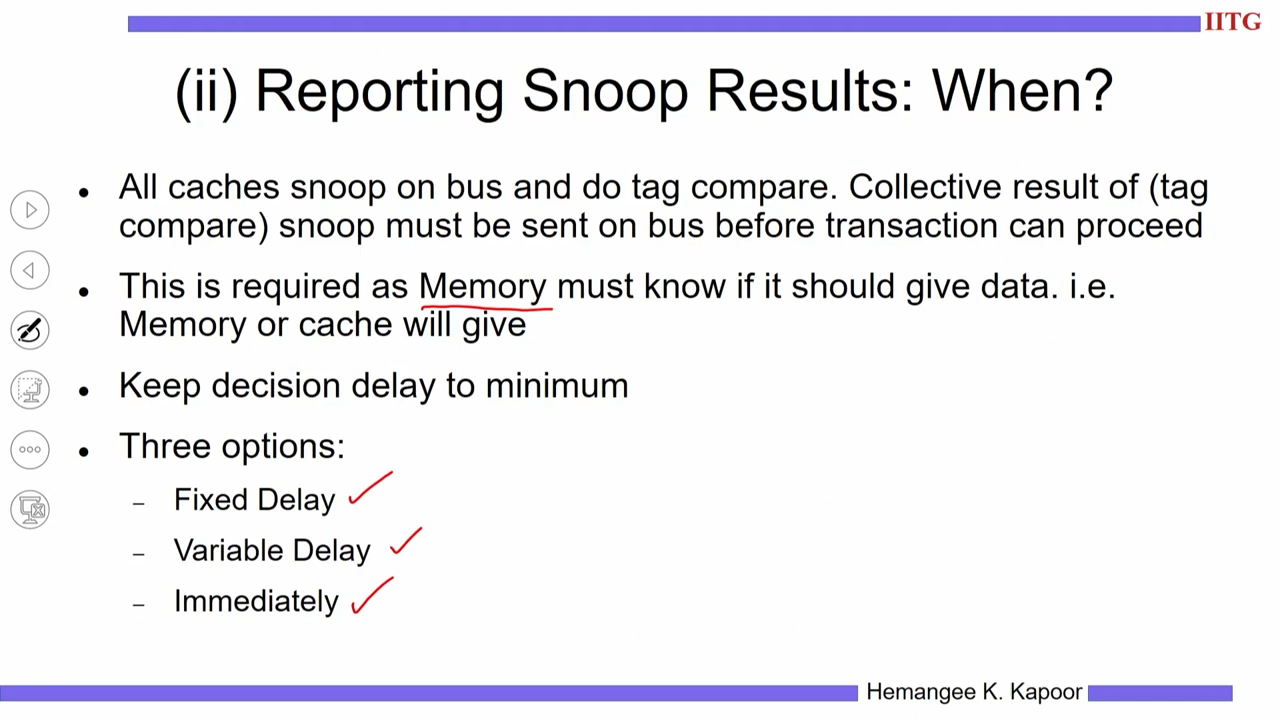 IITG
(ii) Reporting Snoop Results: When?
All caches snoop on bus and do tag compare. Collective result of (tag
compare) snoop must be sent on bus before transaction can proceed
This is required as Memory must know if it should give data. i.e.
Memory or cache will give
Keep decision delay to minimum
Three options:
– Fixed Delay
– Variable Delay
– Immediately
Hemangee K. Kapoor